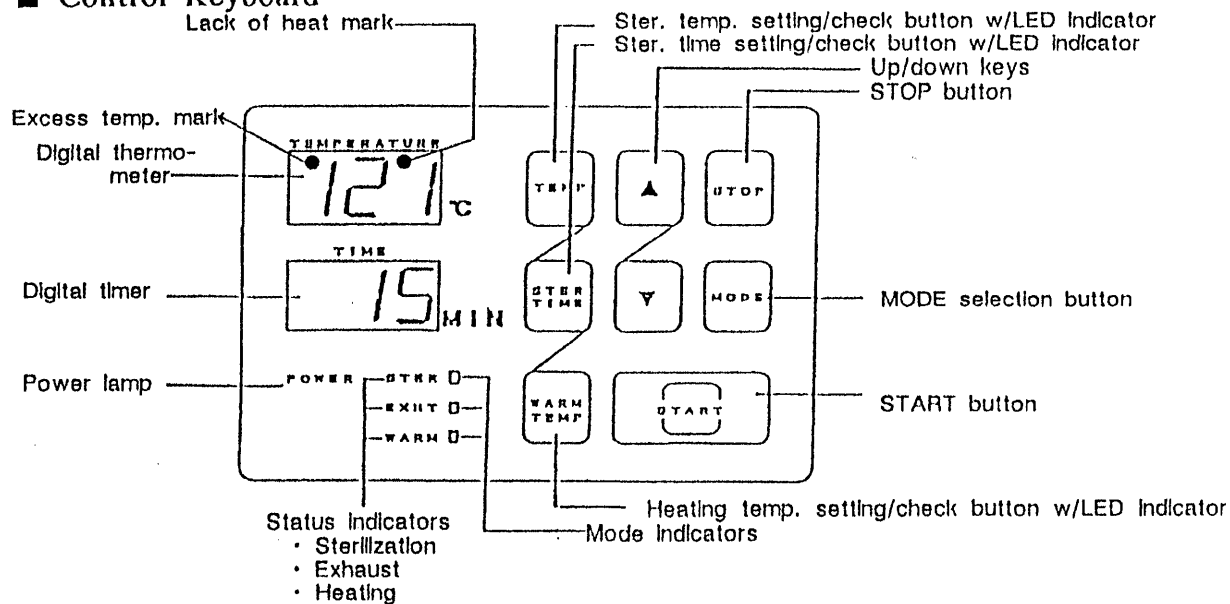 ■ Control Keyboard
Lack of heat mark
Ster. temp. setting/check button w/LED Indicator
Ster. time setting/check button w/LED Indicator
Up/down keys
STOP button
Excess temp. mark
Digital thermo-
meter
TEMPERATURE
121 °C
TEMP
▲
STOP
TIME
Digital timer
15 MIN
STER
TIME
▼
MODE
MODE selection button
Power lamp
POWER
STER
EXHT
WARM
WARM
TEMP
START
START button
Heating temp. setting/check button w/LED Indicator
Status Indicators
· Sterilization
· Exhaust
· Heating
Mode Indicators